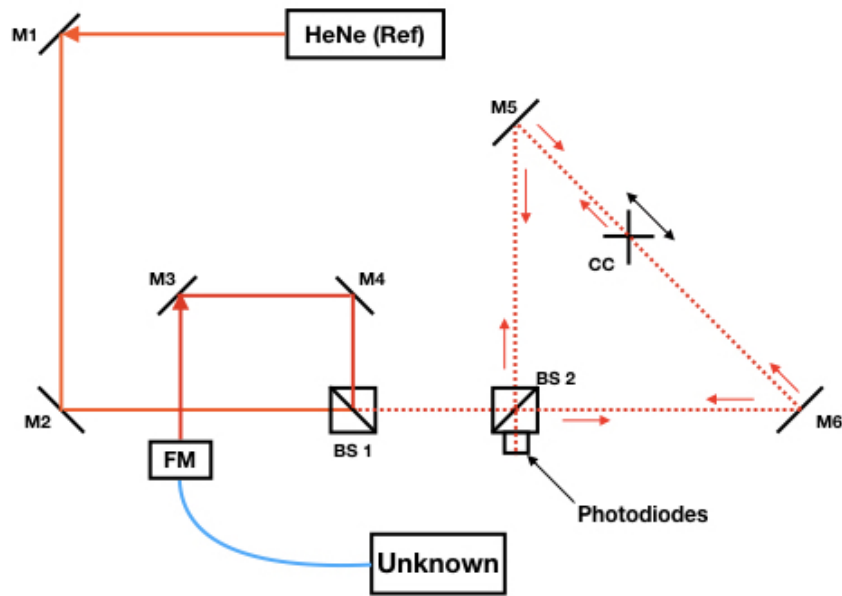 HeNe (Ref)
M1
M5
CC
M3
M4
BS 2
M2
M6
BS 1
FM
Photodiodes
Unknown